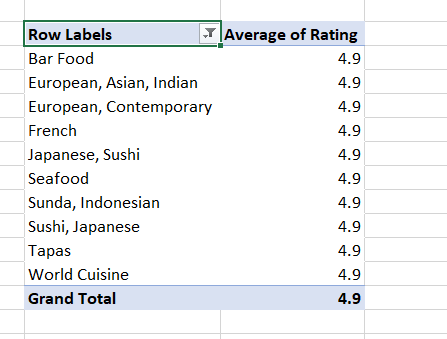 Row Labels Average of Rating
Bar Food 4.9
European, Asian, Indian 4.9
European, Contemporary 4.9
French 4.9
Japanese, Sushi 4.9
Seafood 4.9
Sunda, Indonesian 4.9
Sushi, Japanese 4.9
Tapas 4.9
World Cuisine 4.9
Grand Total 4.9